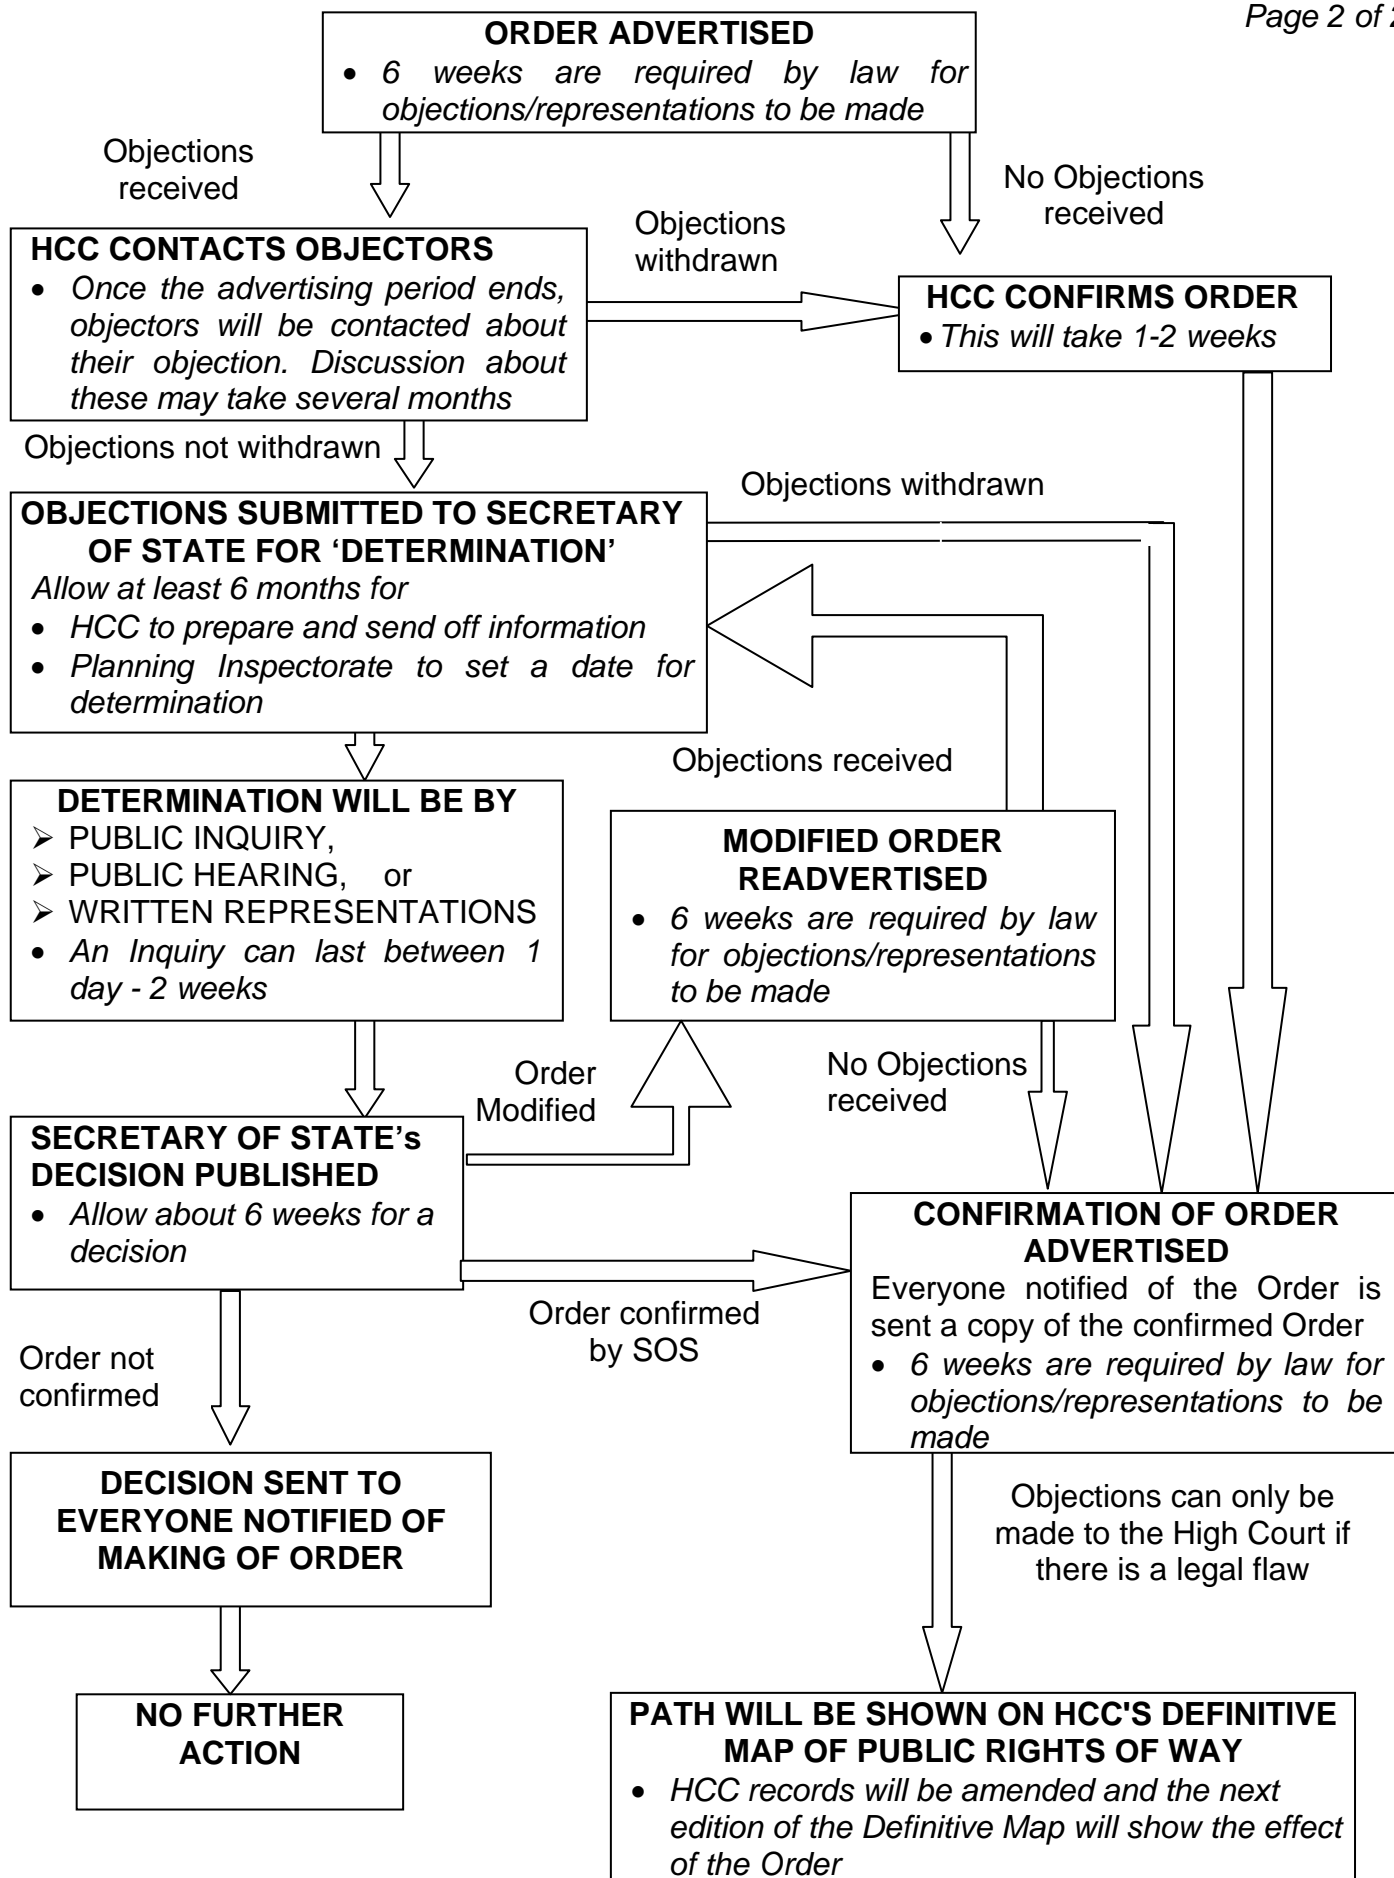 Page 2 of 2
ORDER ADVERTISED
• 6 weeks are required by law for
objections/representations to be made
Objections
received
No Objections
received
Objections
withdrawn
HCC CONTACTS OBJECTORS
• Once the advertising period ends,
objectors will be contacted about
their objection. Discussion about
these may take several months
HCC CONFIRMS ORDER
• This will take 1-2 weeks
Objections not withdrawn
Objections withdrawn
OBJECTIONS SUBMITTED TO SECRETARY
OF STATE FOR ‘DETERMINATION’
Allow at least 6 months for
• HCC to prepare and send off information
• Planning Inspectorate to set a date for
determination
Objections received
DETERMINATION WILL BE BY
➢ PUBLIC INQUIRY,
➢ PUBLIC HEARING, or
➢ WRITTEN REPRESENTATIONS
• An Inquiry can last between 1
day - 2 weeks
MODIFIED ORDER
READVERTISED
• 6 weeks are required by law
for objections/representations
to be made
Order
Modified
No Objections
received
SECRETARY OF STATE's
DECISION PUBLISHED
• Allow about 6 weeks for a
decision
Order confirmed
by SOS
CONFIRMATION OF ORDER
ADVERTISED
Everyone notified of the Order is
sent a copy of the confirmed Order
• 6 weeks are required by law for
objections/representations to be
made
Order not
confirmed
DECISION SENT TO
EVERYONE NOTIFIED OF
MAKING OF ORDER
Objections can only be
made to the High Court if
there is a legal flaw
NO FURTHER
ACTION
PATH WILL BE SHOWN ON HCC'S DEFINITIVE
MAP OF PUBLIC RIGHTS OF WAY
• HCC records will be amended and the next
edition of the Definitive Map will show the effect
of the Order